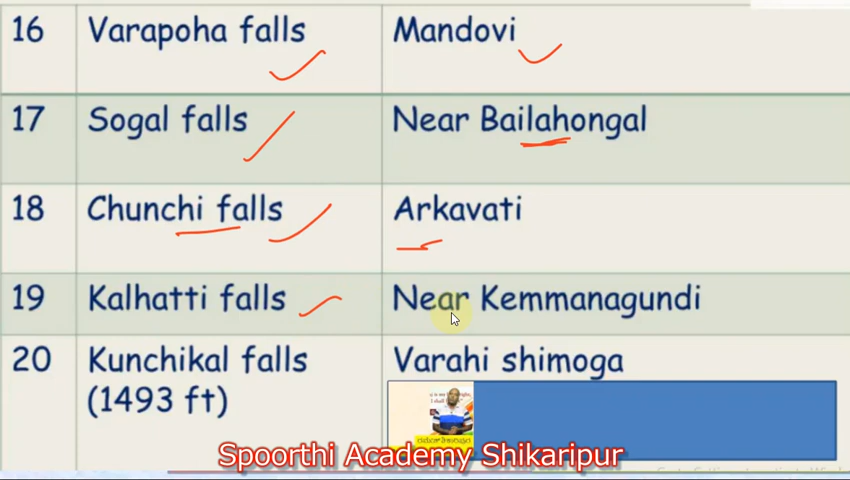 16 Varapoha falls Mandovi
17 Sogal falls Near Bailahongal
18 Chunchi falls Arkavati
19 Kalhatti falls Near Kemmanagundi
20 Kunchikal falls Varahi shimoga
(1493 ft)
Spoorthi Academy Shikaripur